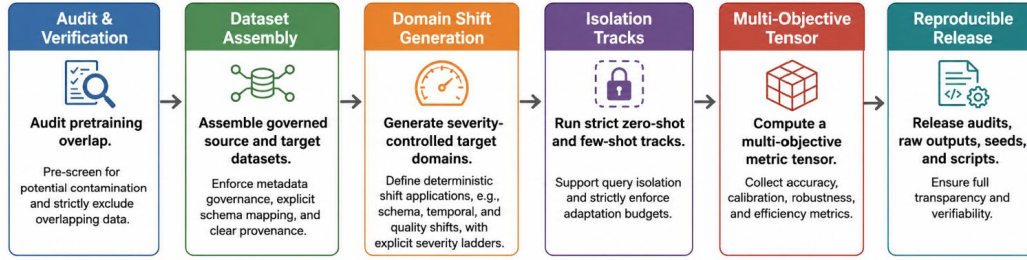 Audit &
Verification
Audit pretraining
overlap.
Pre-screen for
potential contamination
and strictly exclude
overlapping data.
Dataset
Assembly
Assemble governed
source and target
datasets.
Enforce metadata
governance, explicit
schema mapping, and
clear provenance.
Domain Shift
Generation
Generate severity-
controlled target
domains.
Define deterministic
shift applications, e.g.,
schema, temporal, and
quality shifts, with
explicit severity ladders.
Isolation
Tracks
Run strict zero-shot
and few-shot tracks.
Support query isolation
and strictly enforce
adaptation budgets.
Multi-Objective
Tensor
Compute a
multi-objective
metric tensor.
Collect accuracy,
calibration, robustness,
and efficiency metrics.
Reproducible
Release
</>
Release audits,
raw outputs, seeds,
and scripts.
Ensure full
transparency and
verifiability.